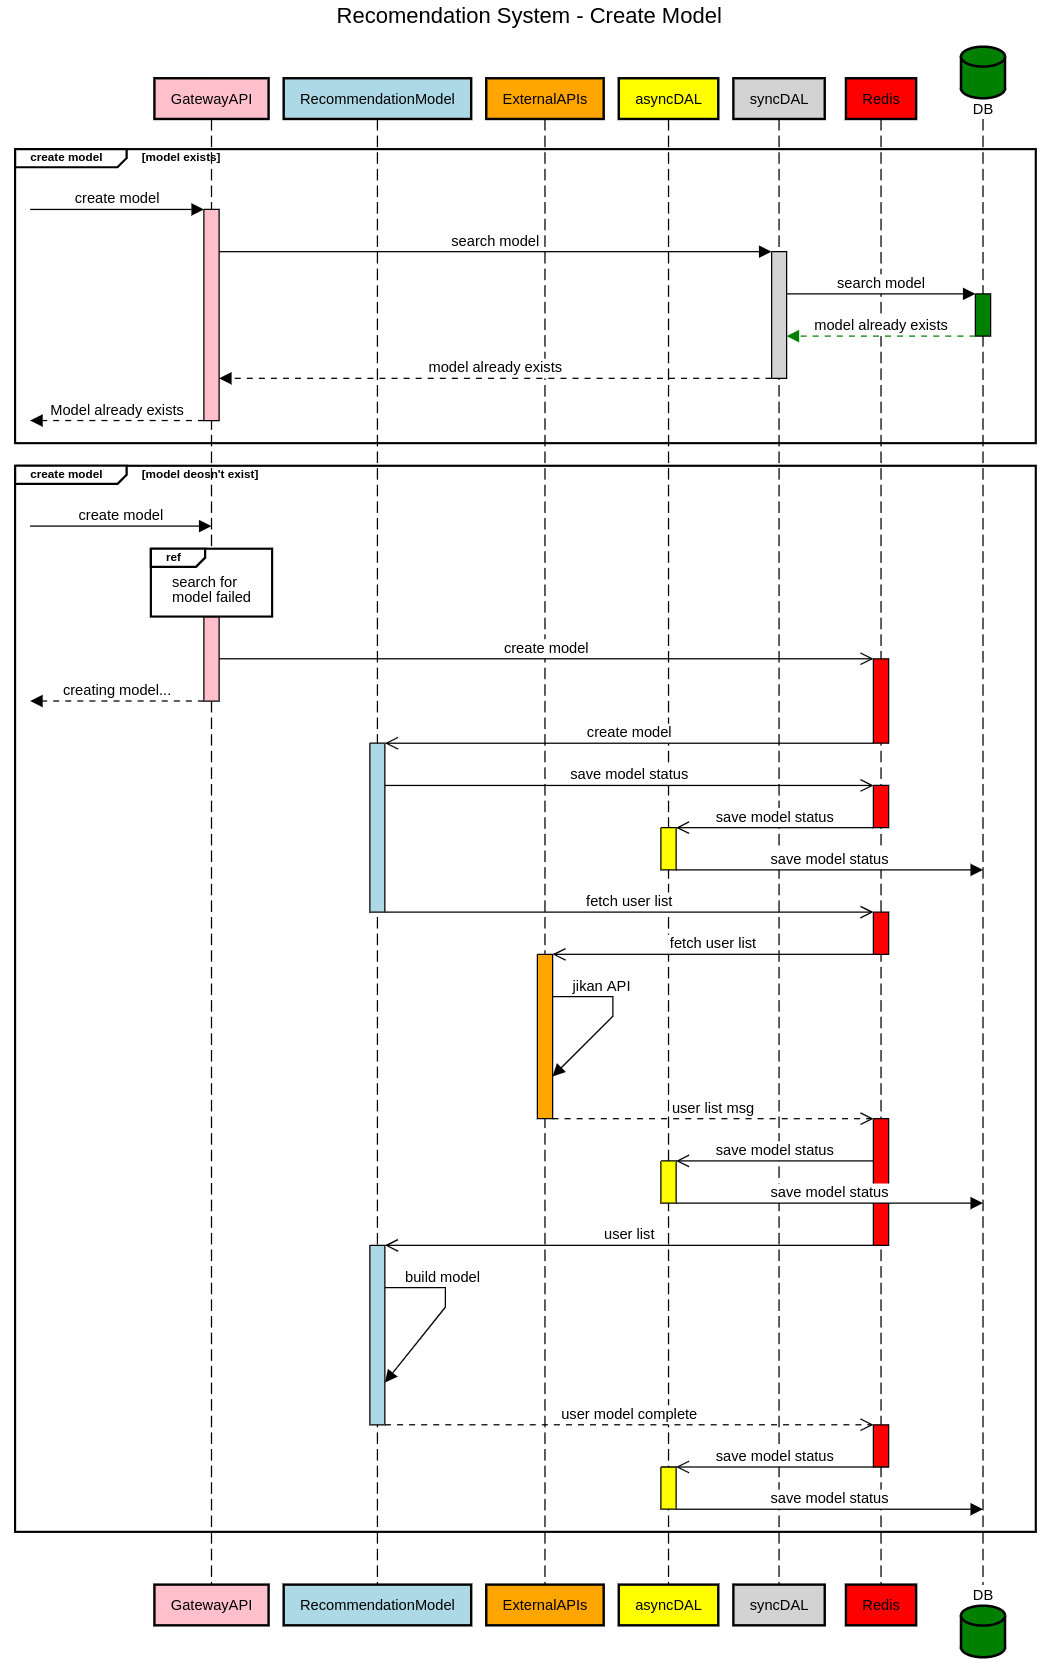 Recomendation System - Create Model
GatewayAPI
RecommendationModel
ExternalAPIs
asyncDAL
syncDAL
Redis
DB
create model
[model exists]
create model
search model
search model
model already exists
model already exists
Model already exists
create model
[model deosn't exist]
create model
ref
search for
model failed
create model
creating model...
create model
save model status
save model status
save model status
fetch user list
fetch user list
jikan API
user list msg
save model status
save model status
user list
build model
user model complete
save model status
save model status
GatewayAPI
RecommendationModel
ExternalAPIs
asyncDAL
syncDAL
Redis
DB